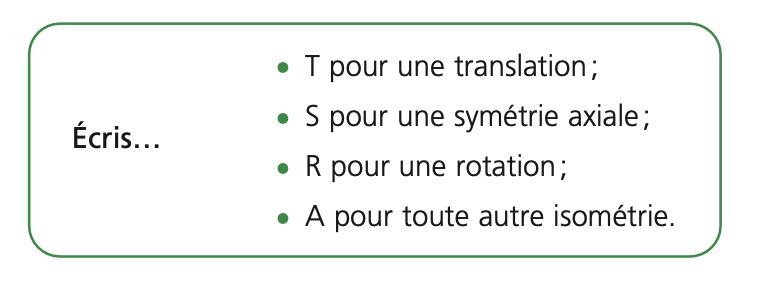 Écris...
• T pour une translation ;
• S pour une symétrie axiale ;
• R pour une rotation ;
• A pour toute autre isométrie.